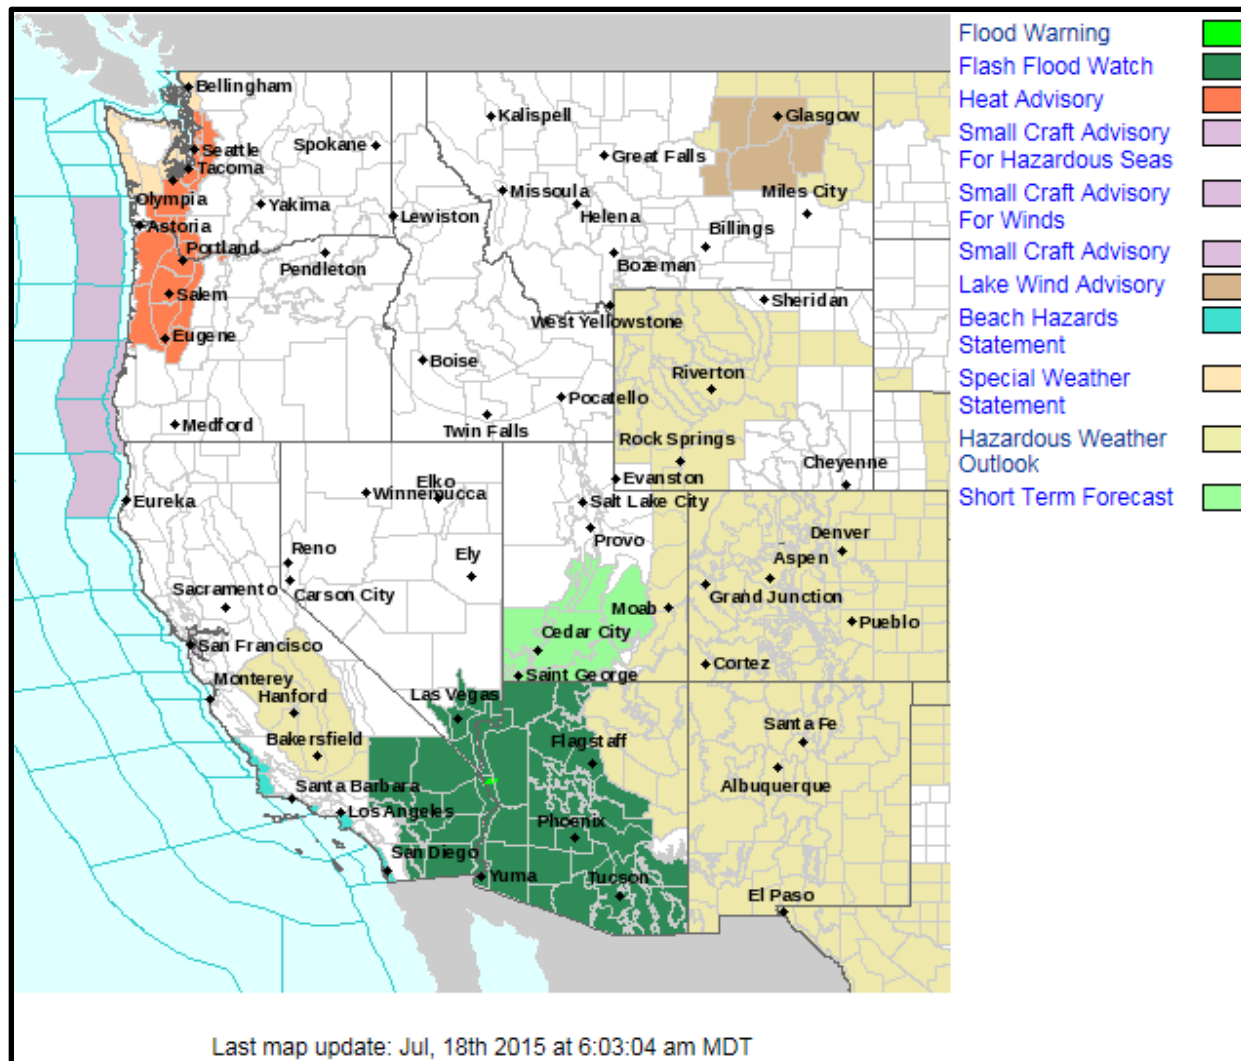 Bellingham
Seattle
Tacoma
Olympia
Astoria
Portland
Salem
Eugene
Medford
Spokane
Yakima
Pendleton
Lewiston
Kalispell
Great Falls
Missoula
Helena
Bozeman
Billings
Miles City
Glasgow
West Yellowstone
Sheridan
Boise
Pocatello
Twin Falls
Riverton
Rock Springs
Evanston
Cheyenne
Eureka
Winnemucca
Elko
Salt Lake City
Provo
Reno
Carson City
Ely
Sacramento
San Francisco
Monterey
Hanford
Bakersfield
Santa Barbara
Los Angeles
San Diego
Las Vegas
Cedar City
Saint George
Moab
Denver
Aspen
Grand Junction
Pueblo
Cortez
Flagstaff
Phoenix
Yuma
Tucson
Santa Fe
Albuquerque
El Paso
Flood Warning
Flash Flood Watch
Heat Advisory
Small Craft Advisory
For Hazardous Seas
Small Craft Advisory
For Winds
Small Craft Advisory
Lake Wind Advisory
Beach Hazards
Statement
Special Weather
Statement
Hazardous Weather
Outlook
Short Term Forecast
Last map update: Jul, 18th 2015 at 6:03:04 am MDT